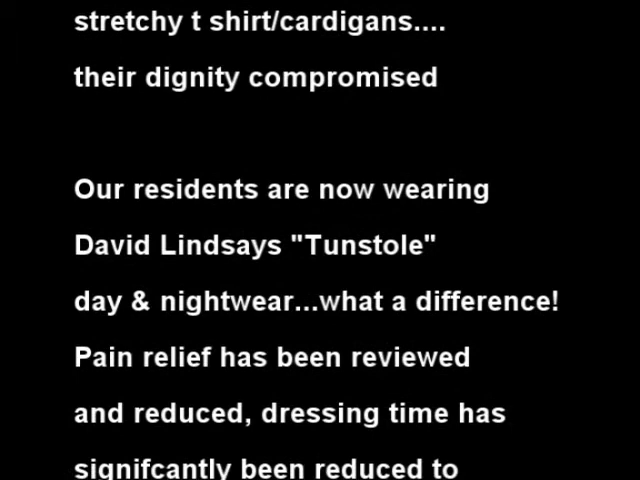 stretchy t shirt/cardigans....
their dignity compromised
Our residents are now wearing
David Lindsays "Tunstole"
day & nightwear...what a difference!
Pain relief has been reviewed
and reduced, dressing time has
signifcantly been reduced to